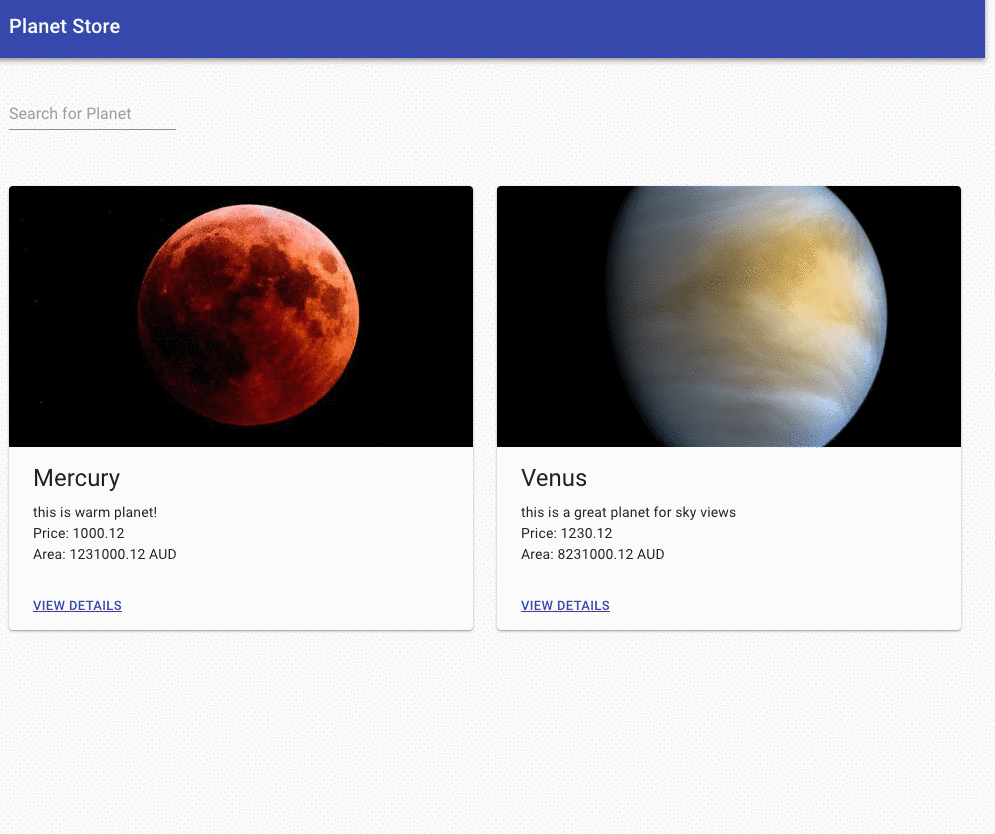 Planet Store
Search for Planet
Mercury
this is warm planet!
Price: 1000.12
Area: 1231000.12 AUD
VIEW DETAILS
Venus
this is a great planet for sky views
Price: 1230.12
Area: 8231000.12 AUD
VIEW DETAILS